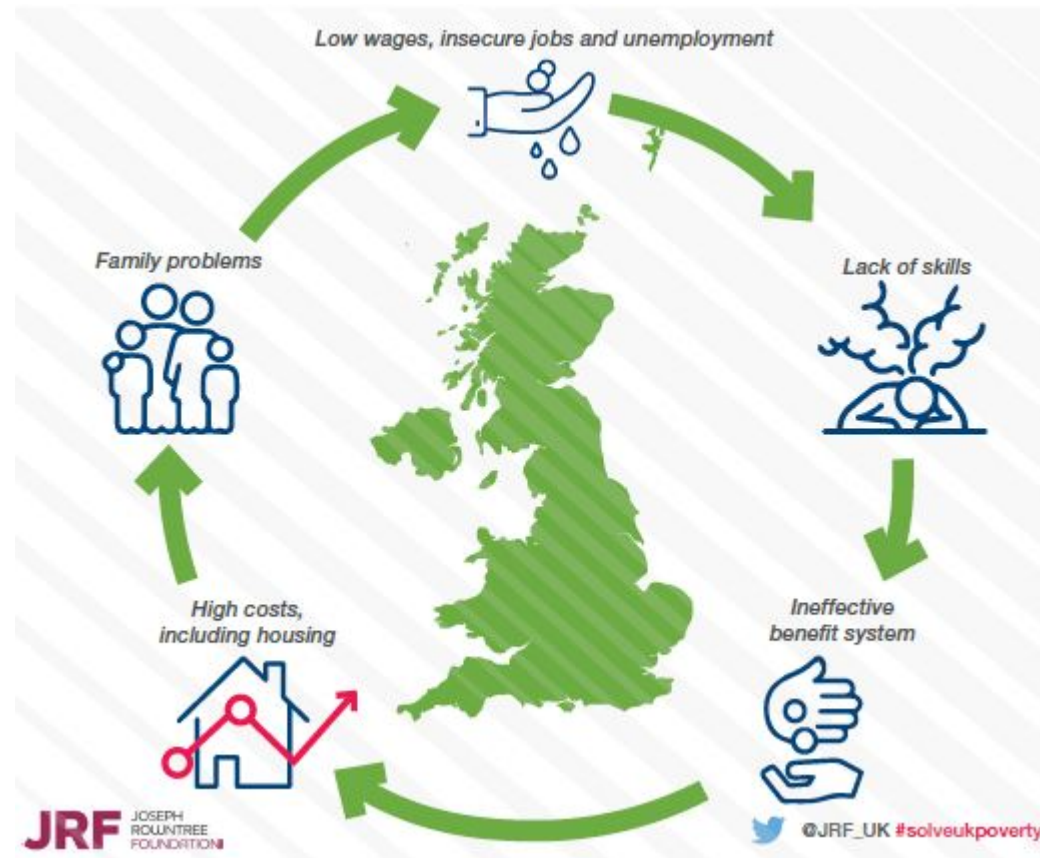 Low wages, insecure jobs and unemployment
Family problems
Lack of skills
High costs,
including housing
Ineffective
benefit system
JRF
JOSEPH
ROWNTREE
FOUNDATION
@JRF_UK #solveukpoverty